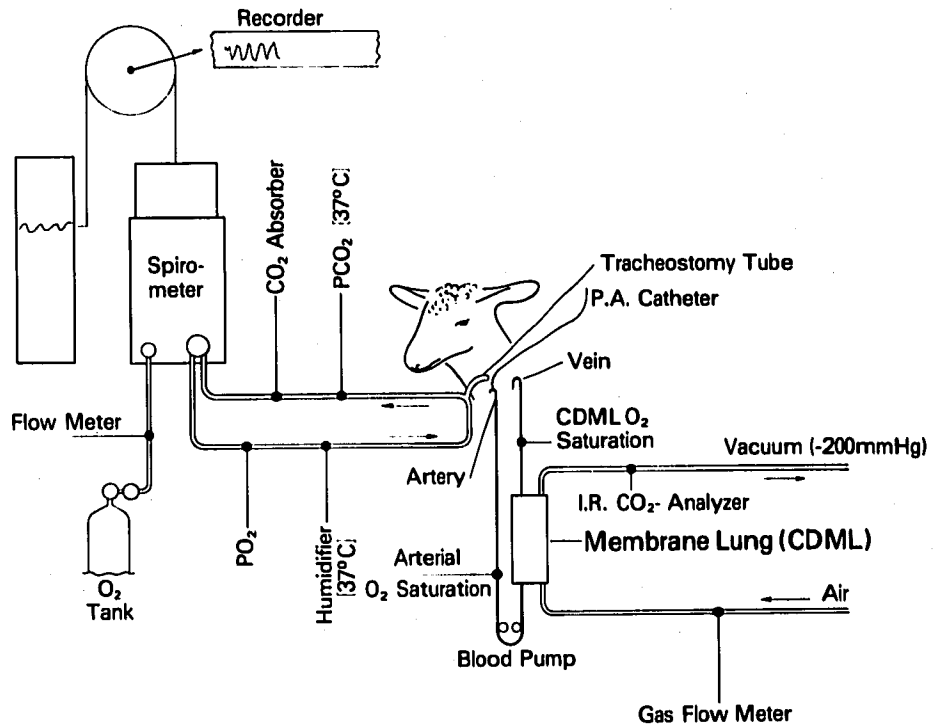 Recorder
CO₂ Absorber
PCO₂ [37°C]
Spiro-
meter
Tracheostomy Tube
P.A. Catheter
Vein
CDML O₂
Saturation
Vacuum (-200mmHg)
Flow Meter
Artery
I.R. CO₂- Analyzer
Membrane Lung (CDML)
PO₂
Humidifier
[37°C]
Arterial
O₂ Saturation
Air
O₂
Tank
Blood Pump
Gas Flow Meter